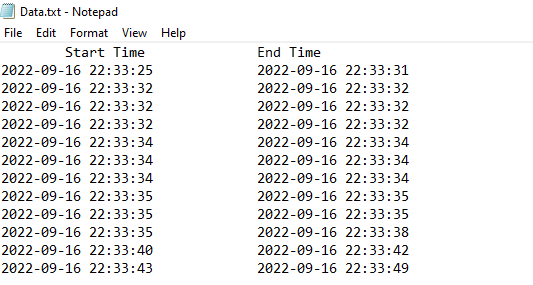 Data.txt - Notepad
File Edit Format View Help
Start Time End Time
2022-09-16 22:33:25 2022-09-16 22:33:31
2022-09-16 22:33:32 2022-09-16 22:33:32
2022-09-16 22:33:32 2022-09-16 22:33:32
2022-09-16 22:33:32 2022-09-16 22:33:32
2022-09-16 22:33:34 2022-09-16 22:33:34
2022-09-16 22:33:34 2022-09-16 22:33:34
2022-09-16 22:33:34 2022-09-16 22:33:34
2022-09-16 22:33:35 2022-09-16 22:33:35
2022-09-16 22:33:35 2022-09-16 22:33:35
2022-09-16 22:33:35 2022-09-16 22:33:38
2022-09-16 22:33:40 2022-09-16 22:33:42
2022-09-16 22:33:43 2022-09-16 22:33:49